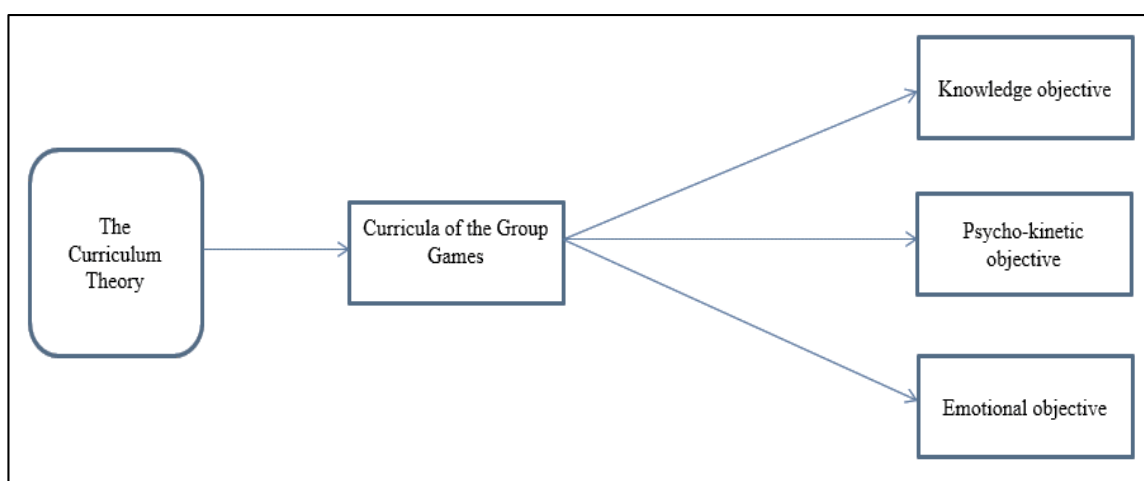 The
Curriculum
Theory
Curricula of the Group
Games
Knowledge objective
Psycho-kinetic
objective
Emotional objective